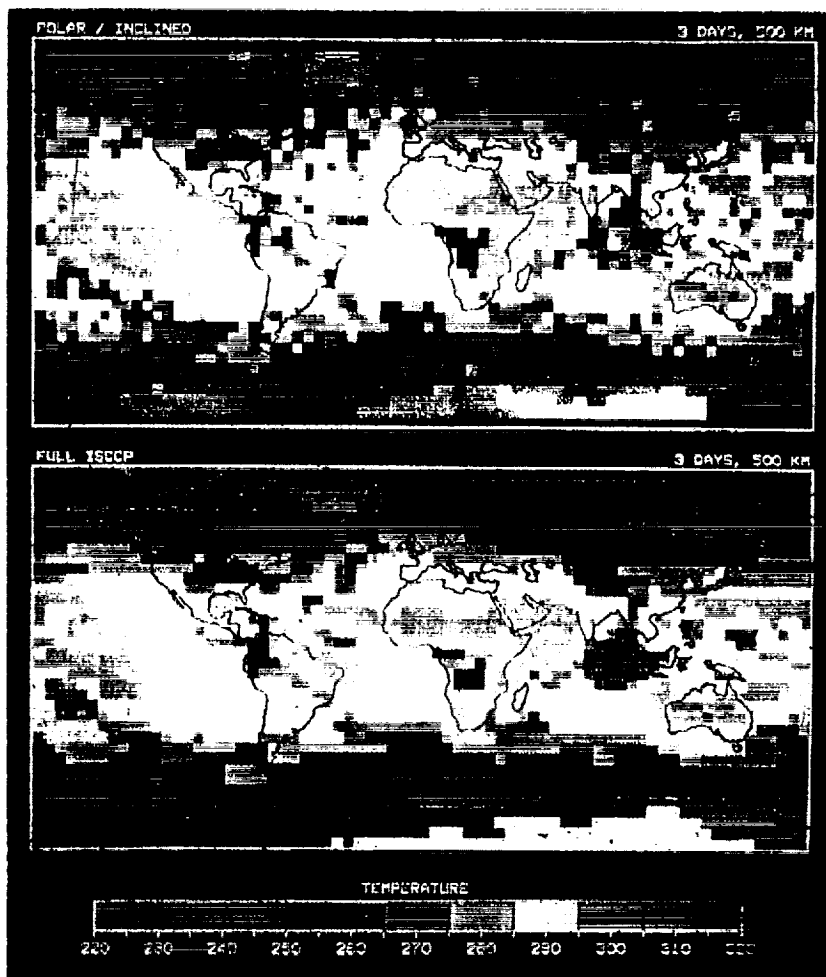 POLAR / INCLINED 3 DAYS, 500 KM
FULL ISCCP 3 DAYS, 500 KM
TEMPERATURE
220 230 240 250 260 270 280 290 300 310 320